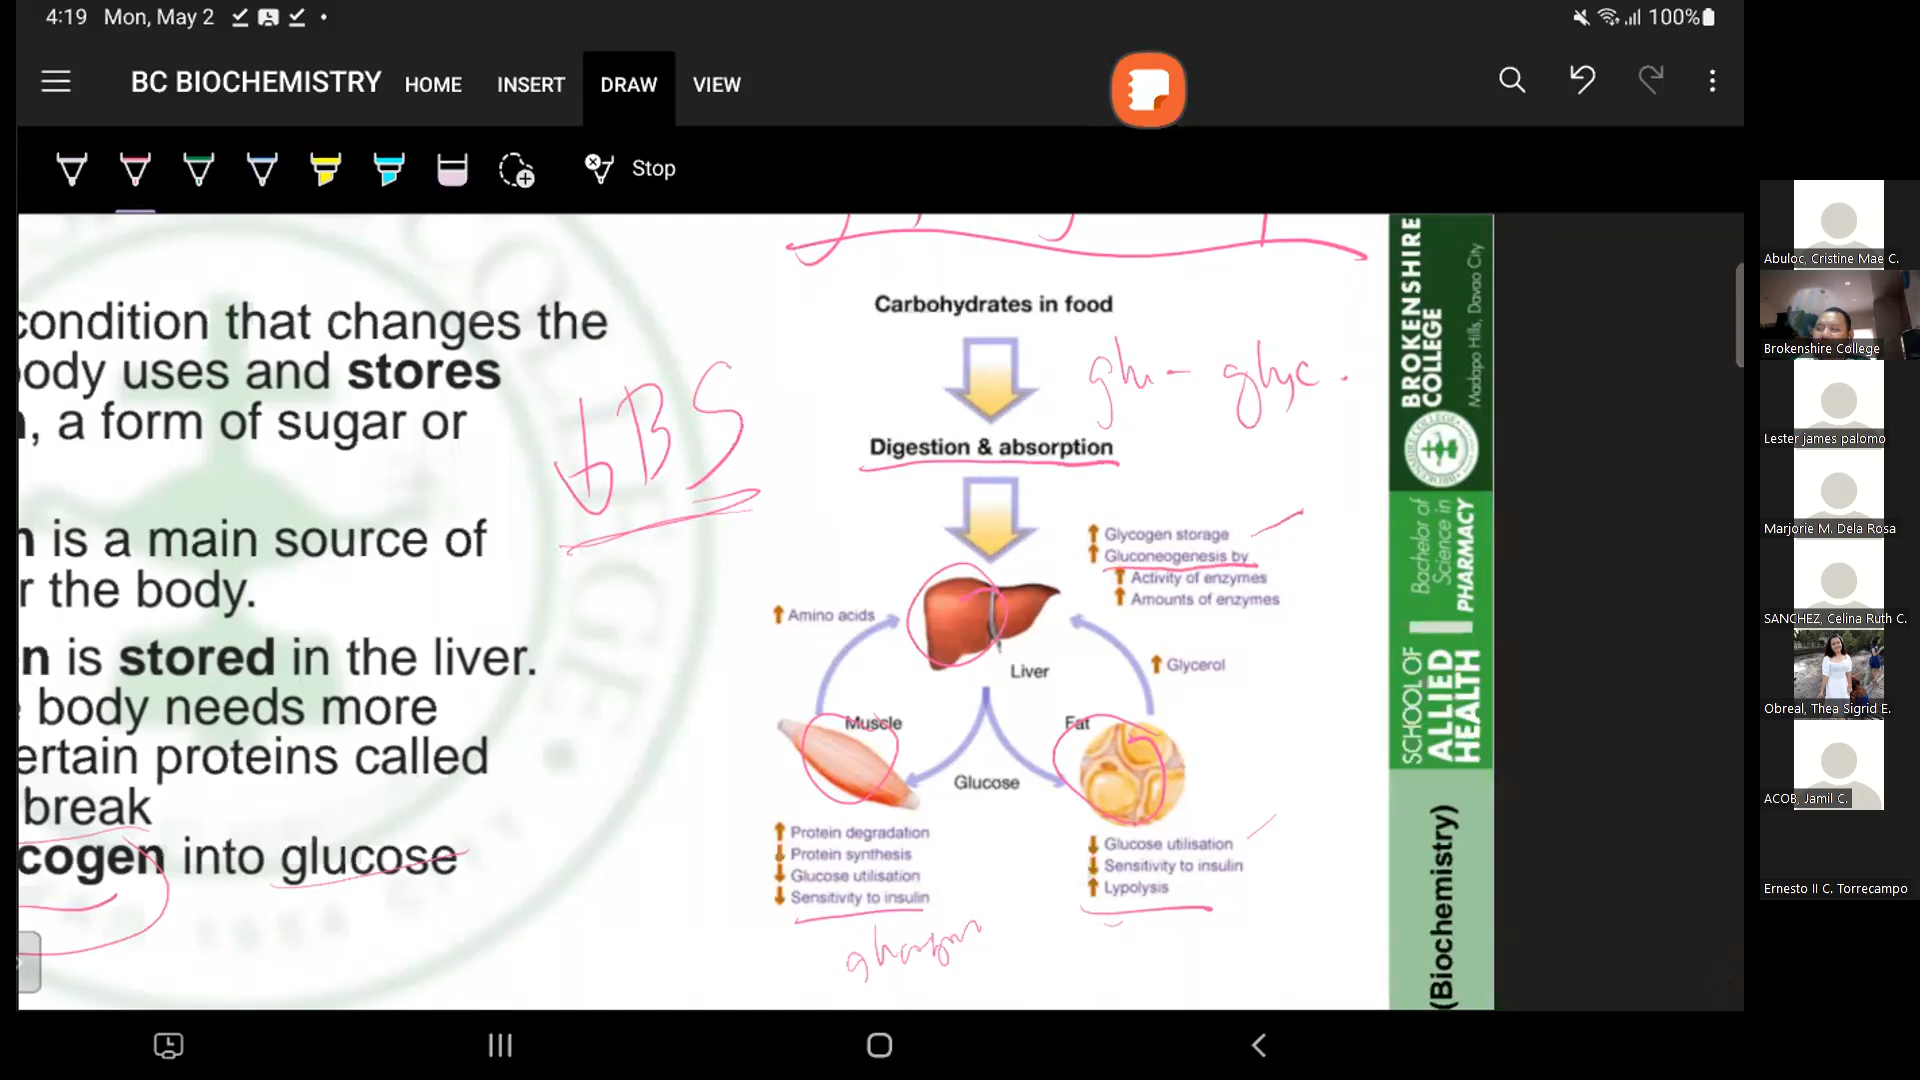 4:19 Mon, May 2
100%
BC BIOCHEMISTRY HOME INSERT DRAW VIEW
Stop
condition that changes the
body uses and stores
, a form of sugar or
n is a main source of
r the body.
n is stored in the liver.
body needs more
ertain proteins called
break
cogen into glucose
FBS
Carbohydrates in food
glu - glyc.
Digestion & absorption
Glycogen storage
Gluconeogenesis by
Activity of enzymes
Amounts of enzymes
Amino acids
Liver
Glycerol
Muscle
Fat
Glucose
Protein degradation
Protein synthesis
Glucose utilisation
Sensitivity to insulin
Glucose utilisation
Sensitivity to insulin
Lypolysis
BROKENSHIRE
COLLEGE
Madapo Hills, Davao City
Bachelor of
Science in
PHARMACY
SCHOOL OF
ALLIED
HEALTH
(Biochemistry)
Abuloc, Cristine Mae C.
Brokenshire College
Lester james palomo
Marjorie M. Dela Rosa
SANCHEZ, Celina Ruth C.
Obreal, Thea Sigrid E.
ACOB, Jamil C.
Ernesto II C. Torrecampo